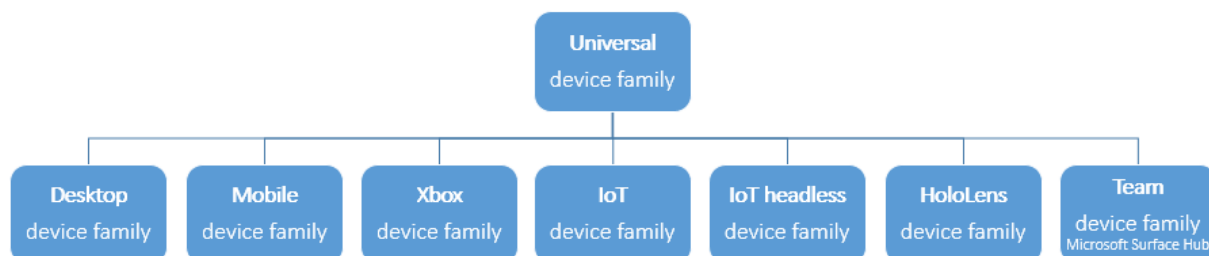 Universal
device family
Desktop
device family
Mobile
device family
Xbox
device family
IoT
device family
IoT headless
device family
HoloLens
device family
Team
device family
Microsoft Surface Hub